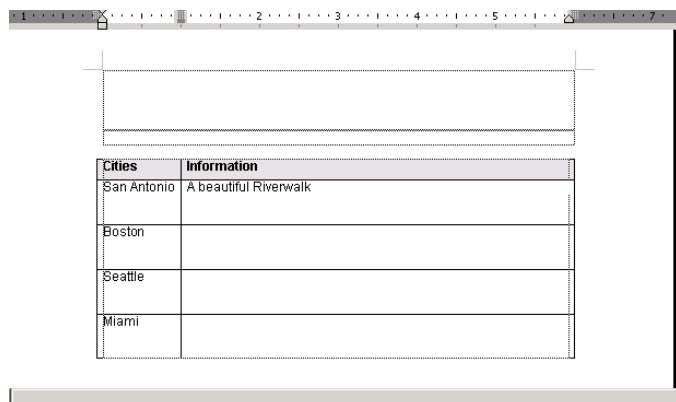 1 2 3 4 5 7
Cities Information
San Antonio A beautiful Riverwalk
Boston
Seattle
Miami